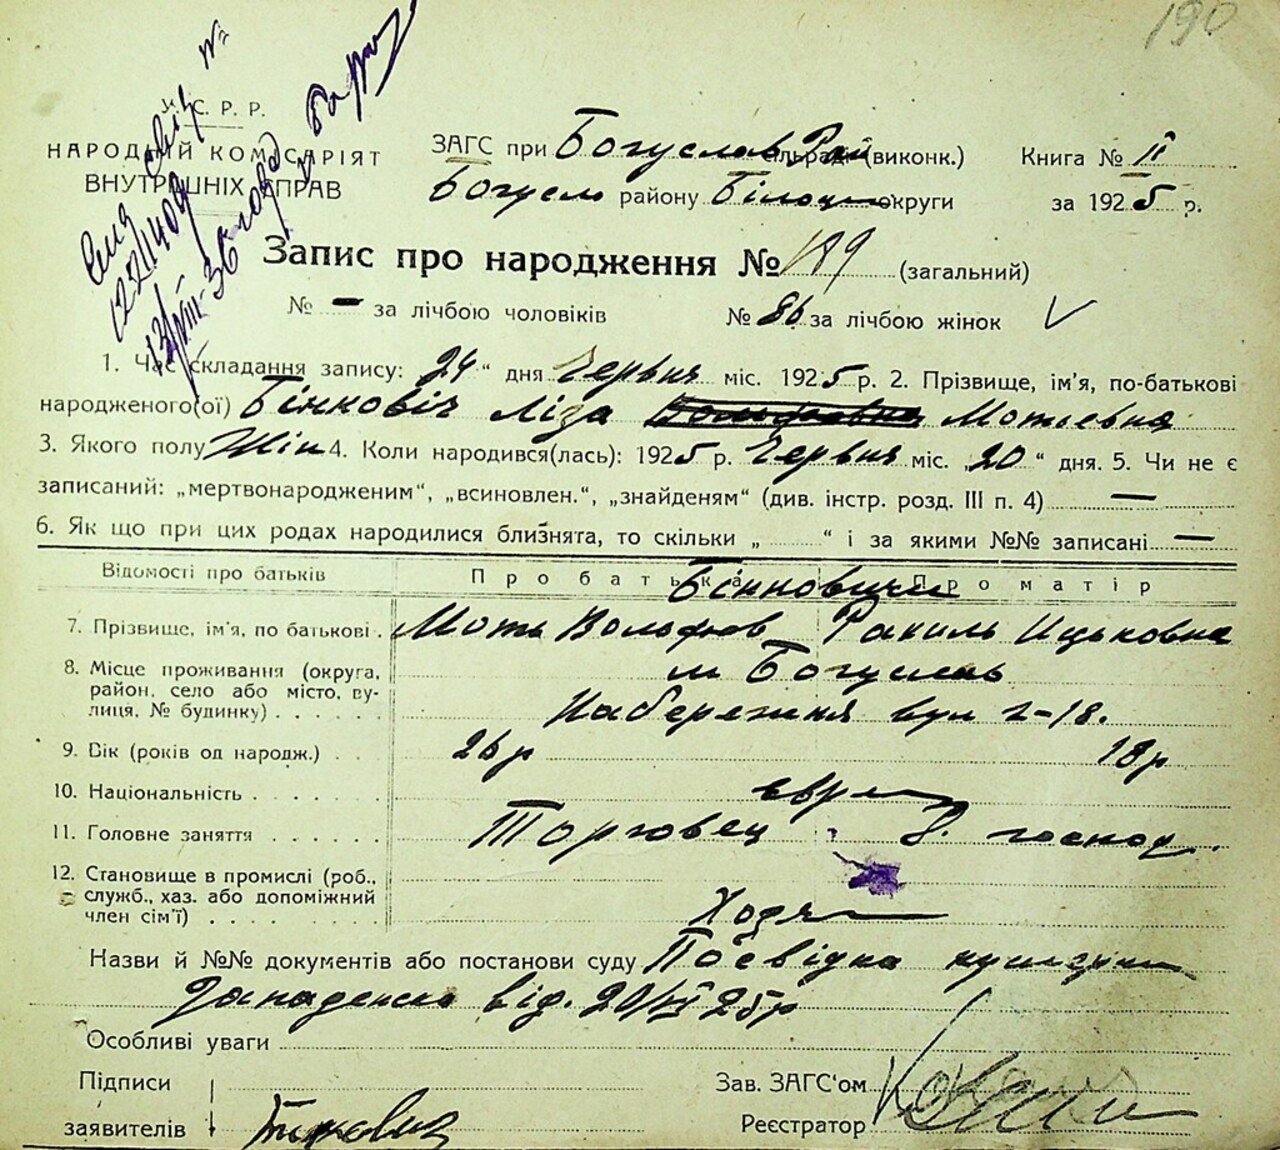 190
У. С. Р. Р.
НАРОДНІЙ КОМІСАРІЯТ
ВНУТРІШНІХ СПРАВ
ЗАГС при Богуслав. Рай сільраді (виконк.)
Богусл району Білоц округи
Книга № 11
за 1925 р.
Запис про народження № 189 (загальний)
№ — за лічбою чоловіків № 86 за лічбою жінок
1. Час складання запису: 24 “ дня Червня міс. 1925 р. 2. Прізвище, ім'я, по-батькові
народженого(ої) Бінковіч Ліза Вольфовна Мотьевна
3. Якого полу Жін 4. Коли народився(лась): 1925 р. Червня міс. „20“ дня. 5. Чи не є
записаний: „мертвонародженим“, „всиновлен.“, „знайденям“ (див. інстр. розд. III п. 4) —
6. Як що при цих родах народилися близнята, то скільки „ “ і за якими №№ записані —
Відомості про батьків Про батька Про матір
7. Прізвище, ім'я, по батькові . Моть Вольфов Рахиль Ицьковна
8. Місце проживання (округа, м Богуслав
район, село або місто, ву-
лиця, № будинку) . . . . . . Набережня вул 2-18.
9. Вік (років од народж.) . . 26 р 18 р
10. Національність . . . . . . евреи
11. Головне заняття . . . . . Торговец д. господ.
12. Становище в промислі (роб.,
служб., хаз. або допоміжний
член сім'ї) . . . . . . Хазя
Назви й №№ документів або постанови суду Посвідка
від. 20/VI 25 р
Особливі уваги
Підписи
заявителів
Зав. ЗАГС'ом
Реєстратор